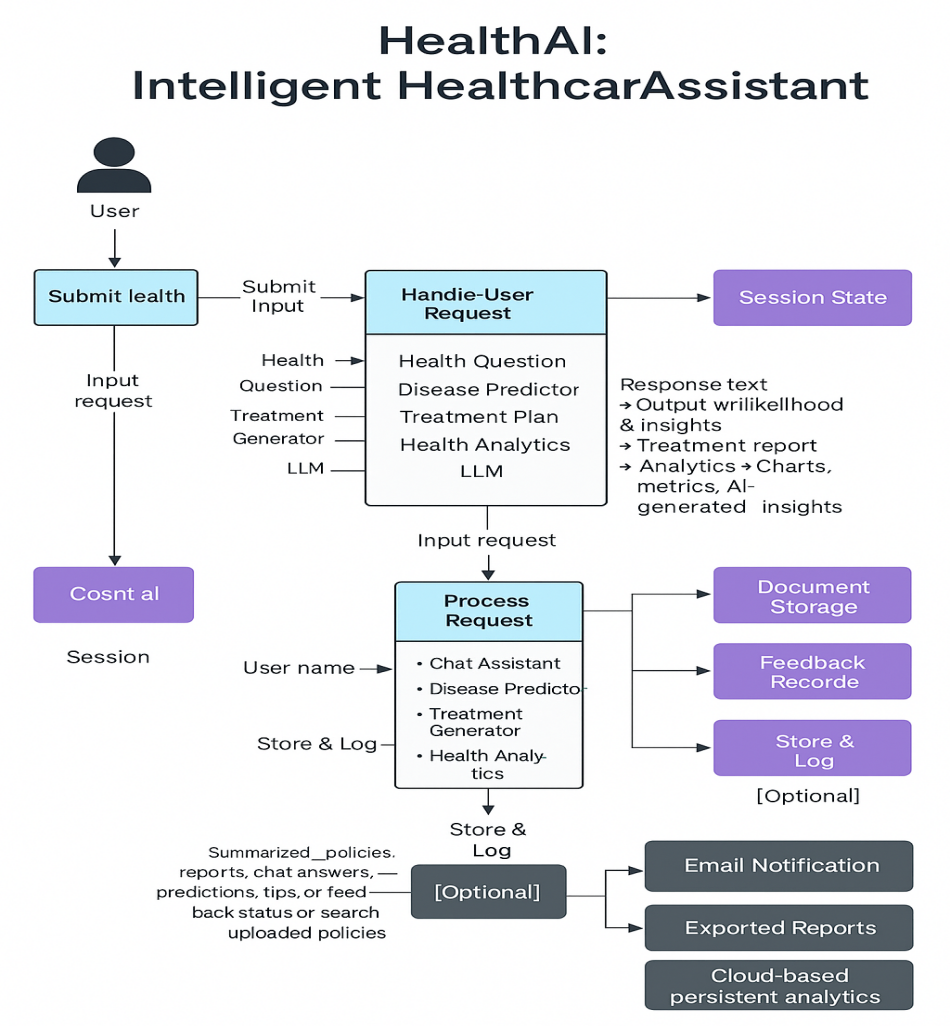 HealthAI:
Intelligent HealthcarAssistant
User
Submit lealth
Submit
Input
Handie-User
Request
Session State
Health
Question
Treatment
Generator
LLM
Health Question
Disease Predictor
Treatment Plan
Health Analytics
LLM
Response text
→ Output wrilikellhood
& insights
→ Treatment report
→ Analytics → Charts,
metrics, AI-
generated insights
Input
request
Input request
Cosnt al
Session
Process
Request
User name
Store & Log
• Chat Assistant
• Disease Predicto-
• Treatment
Generator
• Health Analy-
tics
Document
Storage
Feedback
Recorde
Store &
Log
[Optional]
Store &
Log
Summarized_policies.
reports, chat answers,
predictions, tips, or feed
back status or search
uploaded policies
[Optional]
Email Notification
Exported Reports
Cloud-based
persistent analytics